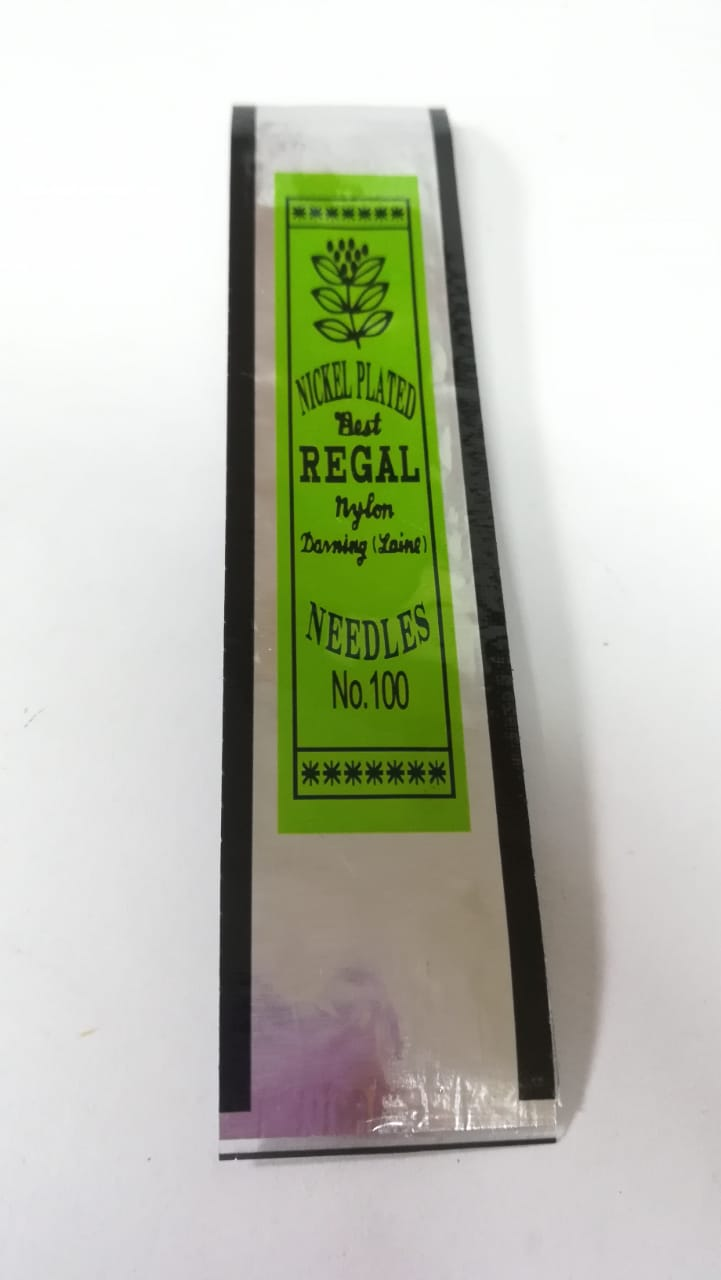 NICKEL PLATED
Best
REGAL
Nylon
Darning (Laine)
NEEDLES
No.100